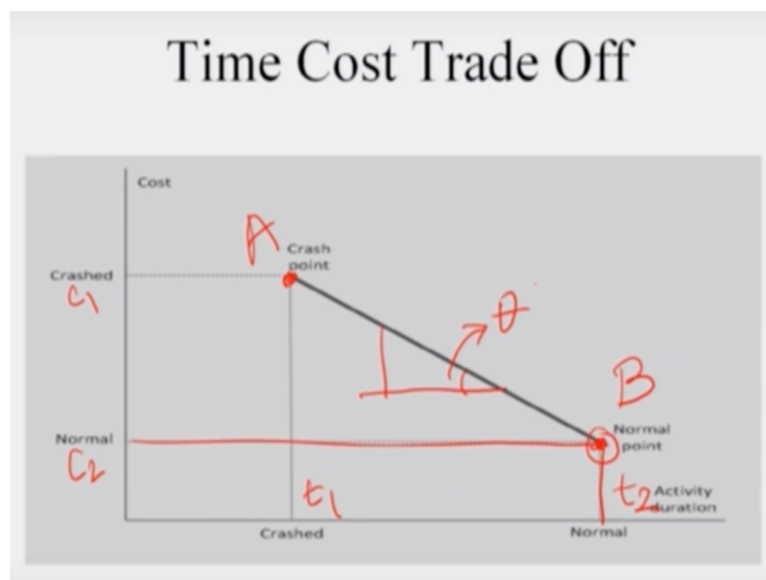 Time Cost Trade Off
Cost
A
Crash
point
Crashed
C1
θ
B
Normal
point
Normal
C2
t1
t2
Activity
duration
Crashed
Normal